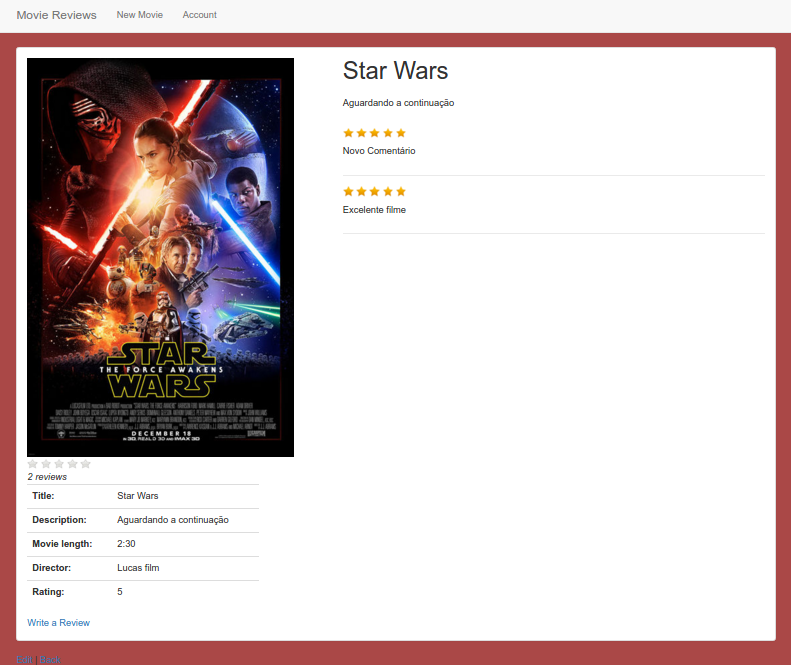 Movie Reviews New Movie Account
Star Wars
Aguardando a continuação
Novo Comentário
Excelente filme
STAR
THE FORCE AWAKENS
WARS
DECEMBER 18
IN 3D, REAL D 3D AND IMAX 3D
2 reviews
Title: Star Wars
Description: Aguardando a continuação
Movie length: 2:30
Director: Lucas film
Rating: 5
Write a Review
Edit | Back